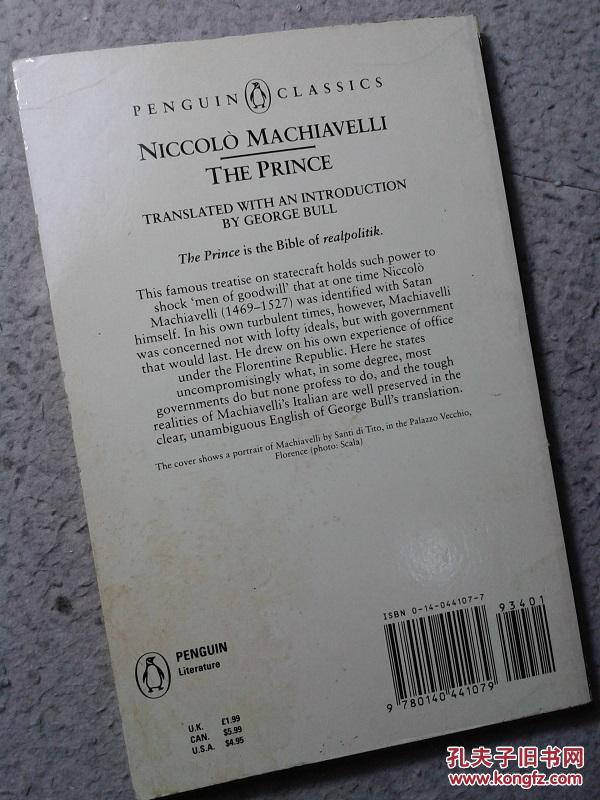 PENGUIN CLASSICS
NICCOLÒ MACHIAVELLI
THE PRINCE
TRANSLATED WITH AN INTRODUCTION
BY GEORGE BULL
The Prince is the Bible of realpolitik.
This famous treatise on statecraft holds such power to
shock ‘men of goodwill’ that at one time Niccolò
Machiavelli (1469–1527) was identified with Satan
himself. In his own turbulent times, however, Machiavelli
was concerned not with lofty ideals, but with government
that would last. He drew on his own experience of office
under the Florentine Republic. Here he states
uncompromisingly what, in some degree, most
governments do but none profess to do, and the tough
realities of Machiavelli's Italian are well preserved in the
clear, unambiguous English of George Bull's translation.
The cover shows a portrait of Machiavelli by Santi di Tito, in the Palazzo Vecchio,
Florence (photo: Scala)
ISBN 0-14-044107-7
93401
9 780140 441079
PENGUIN
Literature
U.K. £1.99
CAN. $5.99
U.S.A. $4.95
孔夫子旧书网
www.kongfz.com